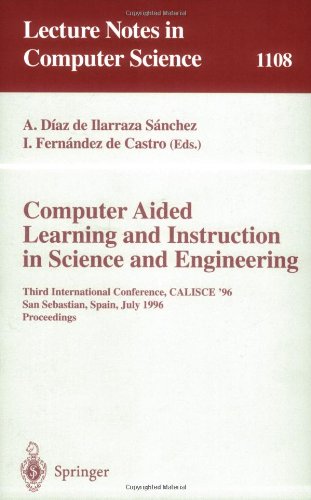 Lecture Notes in
Computer Science 1108
A. Díaz de Ilarraza Sánchez
I. Fernández de Castro (Eds.)
Computer Aided
Learning and Instruction
in Science and Engineering
Third International Conference, CALISCE '96
San Sebastian, Spain, July 1996
Proceedings
Springer